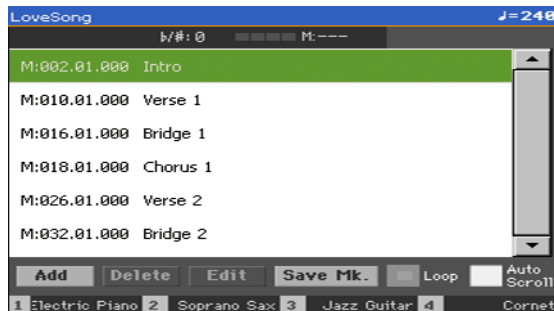 LoveSong ♩=240
b/#: 0 M:---
M:002.01.000 Intro
M:010.01.000 Verse 1
M:016.01.000 Bridge 1
M:018.01.000 Chorus 1
M:026.01.000 Verse 2
M:032.01.000 Bridge 2
Add Delete Edit Save Mk. Loop Auto Scroll
1 Electric Piano 2 Soprano Sax 3 Jazz Guitar 4 Cornet